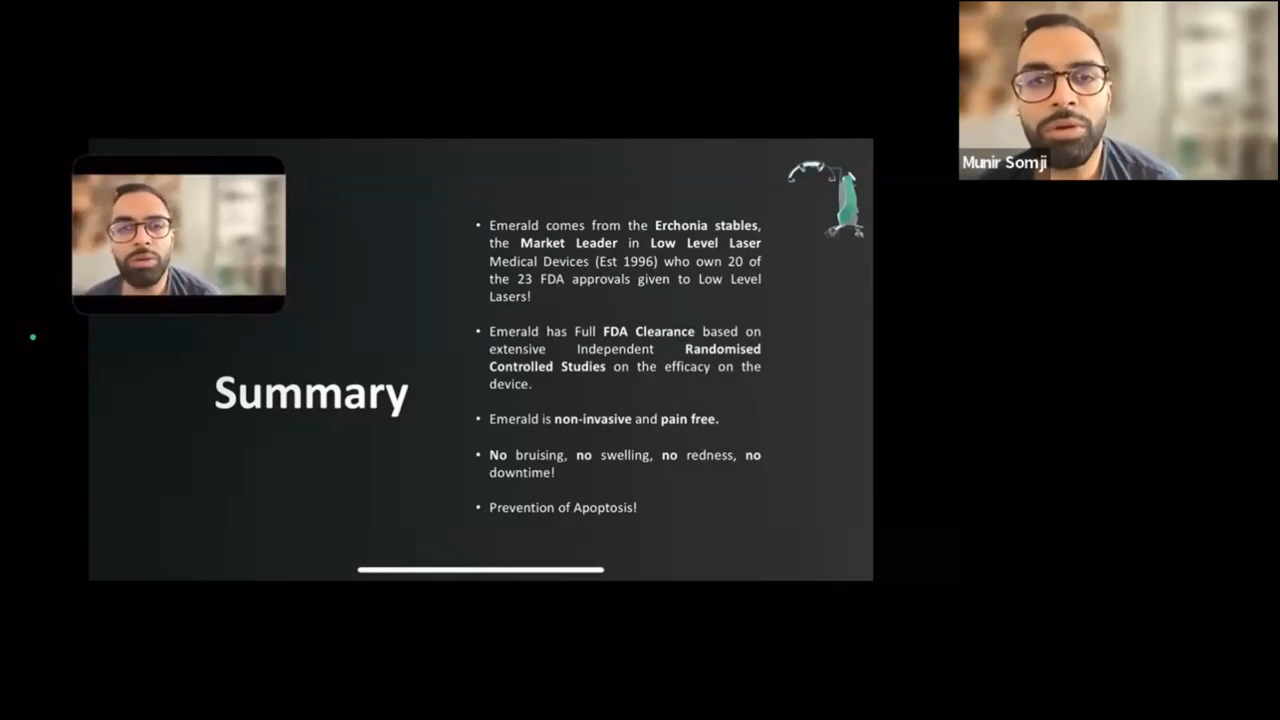 Munir Somji
Summary
• Emerald comes from the Erchonia stables,
the Market Leader in Low Level Laser
Medical Devices (Est 1996) who own 20 of
the 23 FDA approvals given to Low Level
Lasers!
• Emerald has Full FDA Clearance based on
extensive Independent Randomised
Controlled Studies on the efficacy on the
device.
• Emerald is non-invasive and pain free.
• No bruising, no swelling, no redness, no
downtime!
• Prevention of Apoptosis!